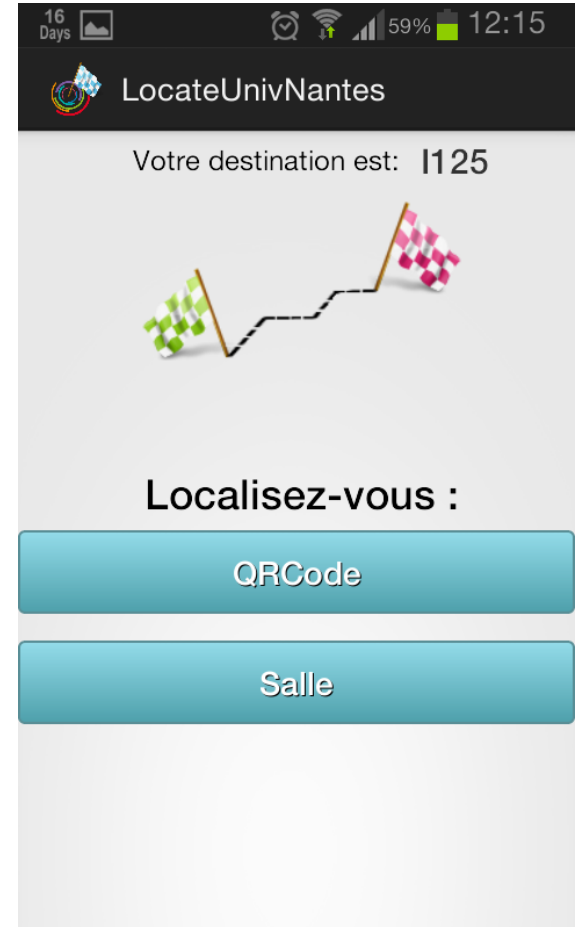 16
Days
59%
12:15
LocateUnivNantes
Votre destination est: I125
Localisez-vous :
QRCode
Salle